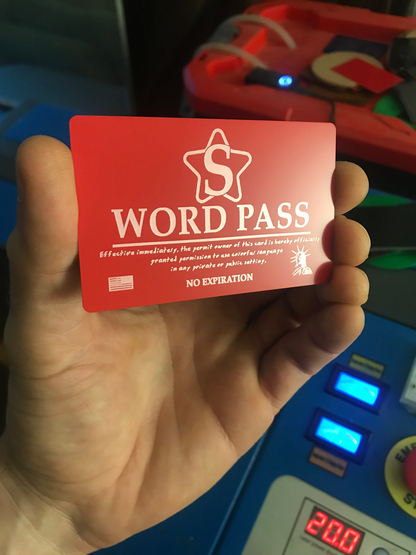 S
WORD PASS
Effective immediately, the permit owner of this card is hereby officially
granted permission to use colorful language
in any private or public setting.
NO EXPIRATION
20.0